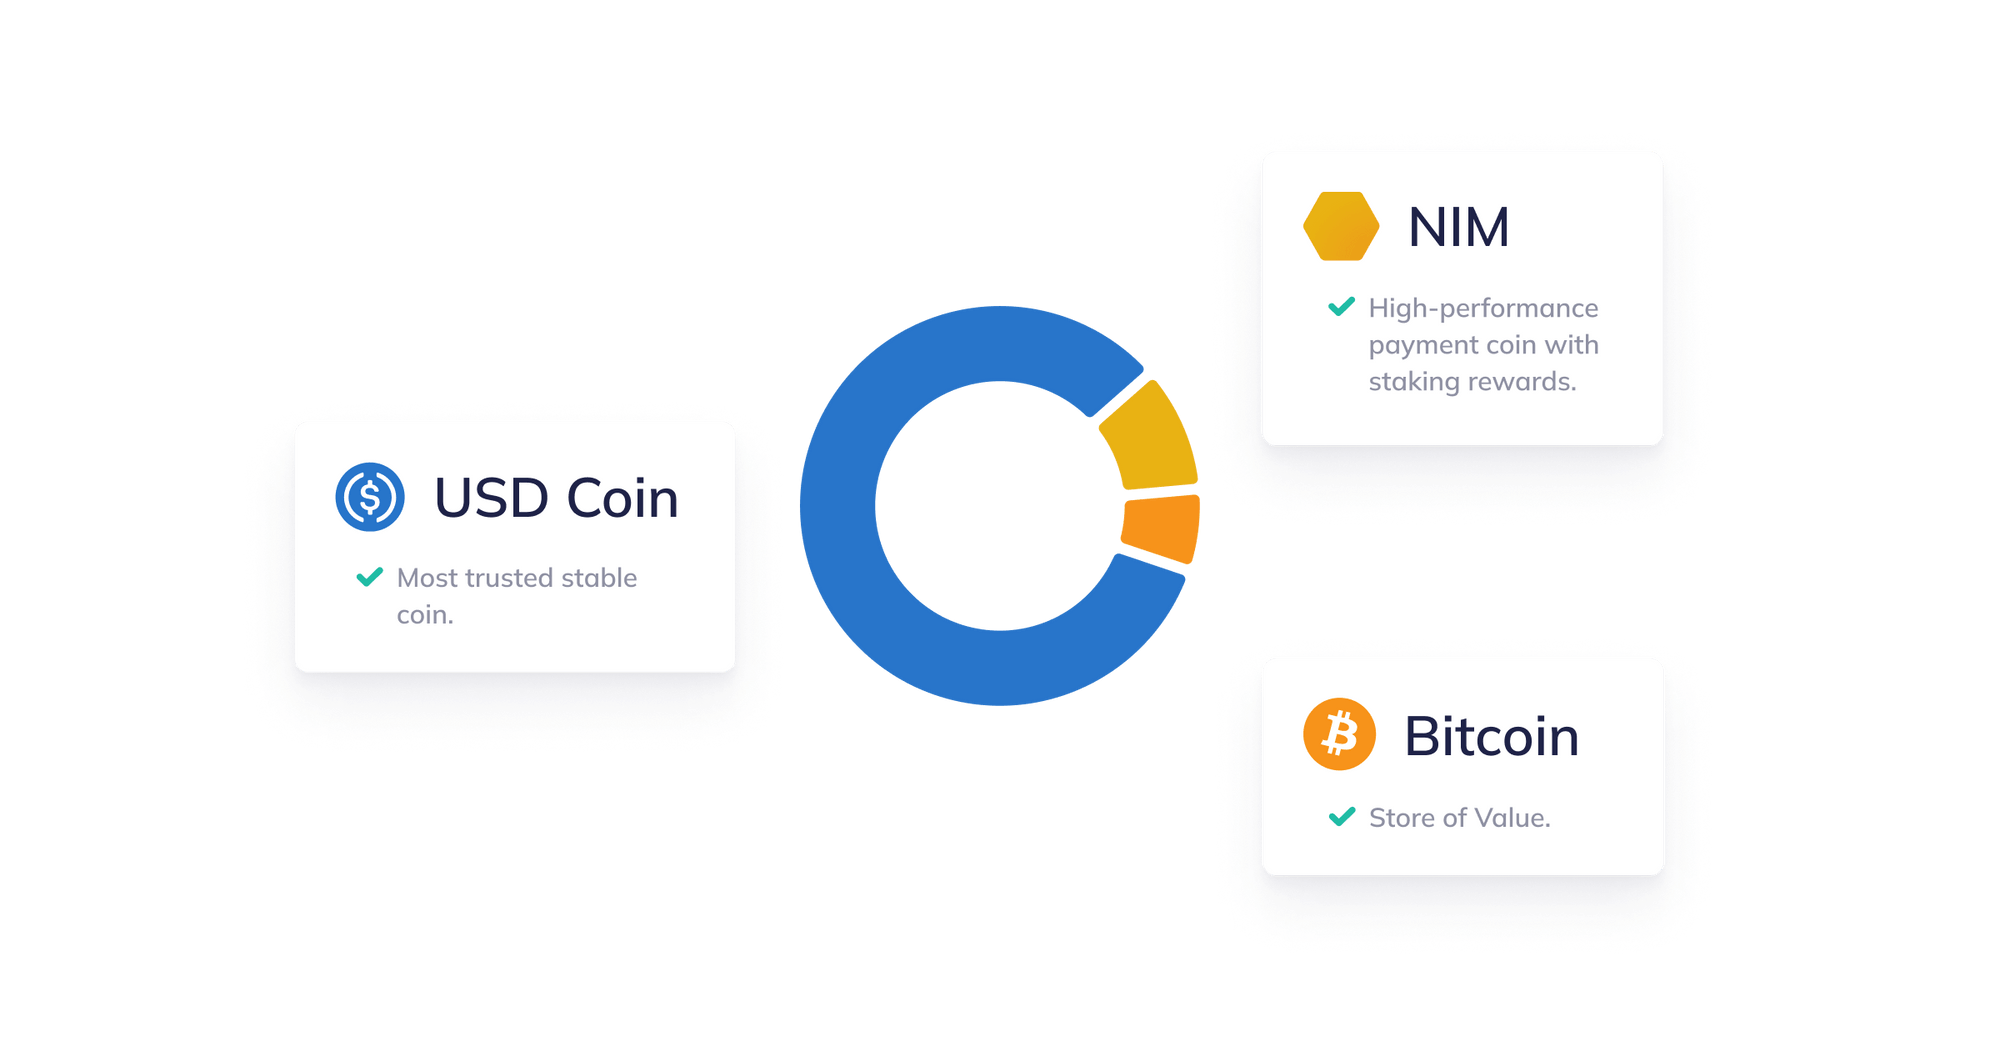 USD Coin
Most trusted stable
coin.
NIM
High-performance
payment coin with
staking rewards.
Bitcoin
Store of Value.